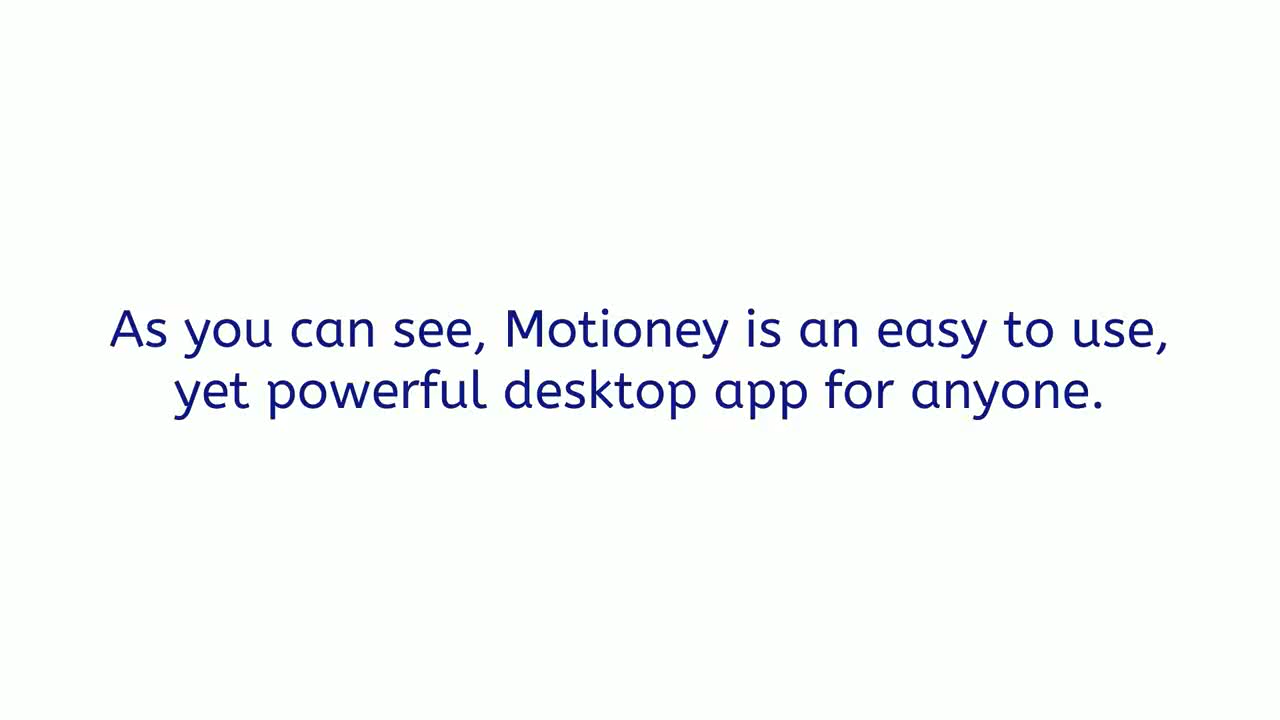 As you can see, Motioney is an easy to use,
yet powerful desktop app for anyone.